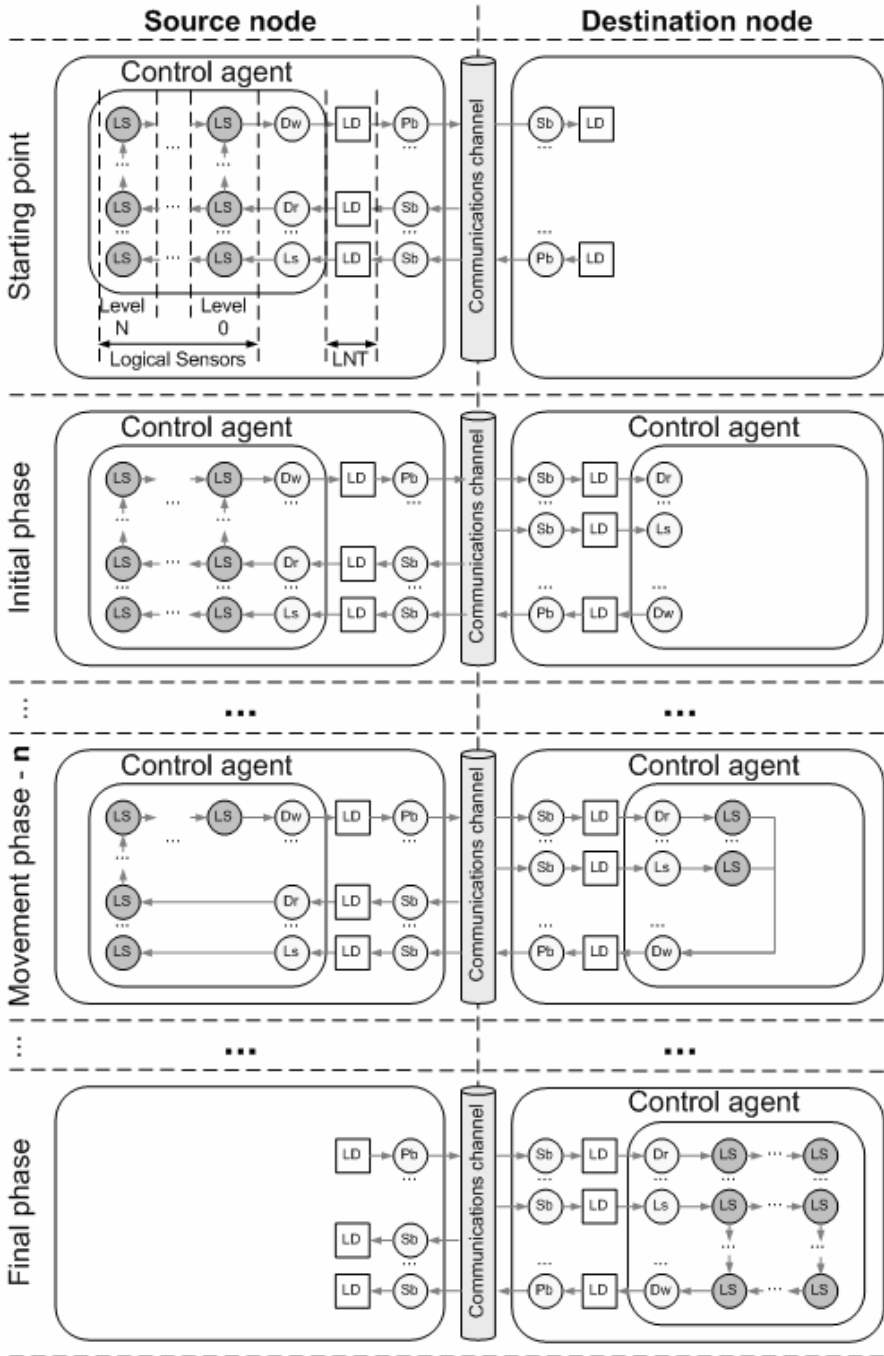 Source node Destination node
Starting point
Control agent
LS ... LS Dw LD Pb Sb LD
... ... ... ---
LS ... LS Dr LD Sb
... ... ... ...
LS ... LS Ls LD Sb Pb LD
Level N
Level 0
Logical Sensors
LNT
Communications channel
Initial phase
Control agent Control agent
LS ... LS Dw LD Pb Sb LD Dr
... ... ... ... ... ...
Sb LD Ls
LS ... LS Dr LD Sb
... ... ... ... ... ...
LS ... LS Ls LD Sb Pb LD Dw
Communications channel
... ... ...
Movement phase - n
Control agent Control agent
LS ... LS Dw LD Pb Sb LD Dr LS
... ... ... ... ... ...
Sb LD Ls LS
LS Dr LD Sb
... ... ... ... ...
LS Ls LD Sb Pb LD Dw
Communications channel
... ... ...
Final phase
Control agent
LD Pb Sb LD Dr LS ... LS
... --- ... ... ...
Sb LD Ls LS ... LS
LD Sb
... --- ... ... ...
LD Sb Pb LD Dw LS ... LS
Communications channel